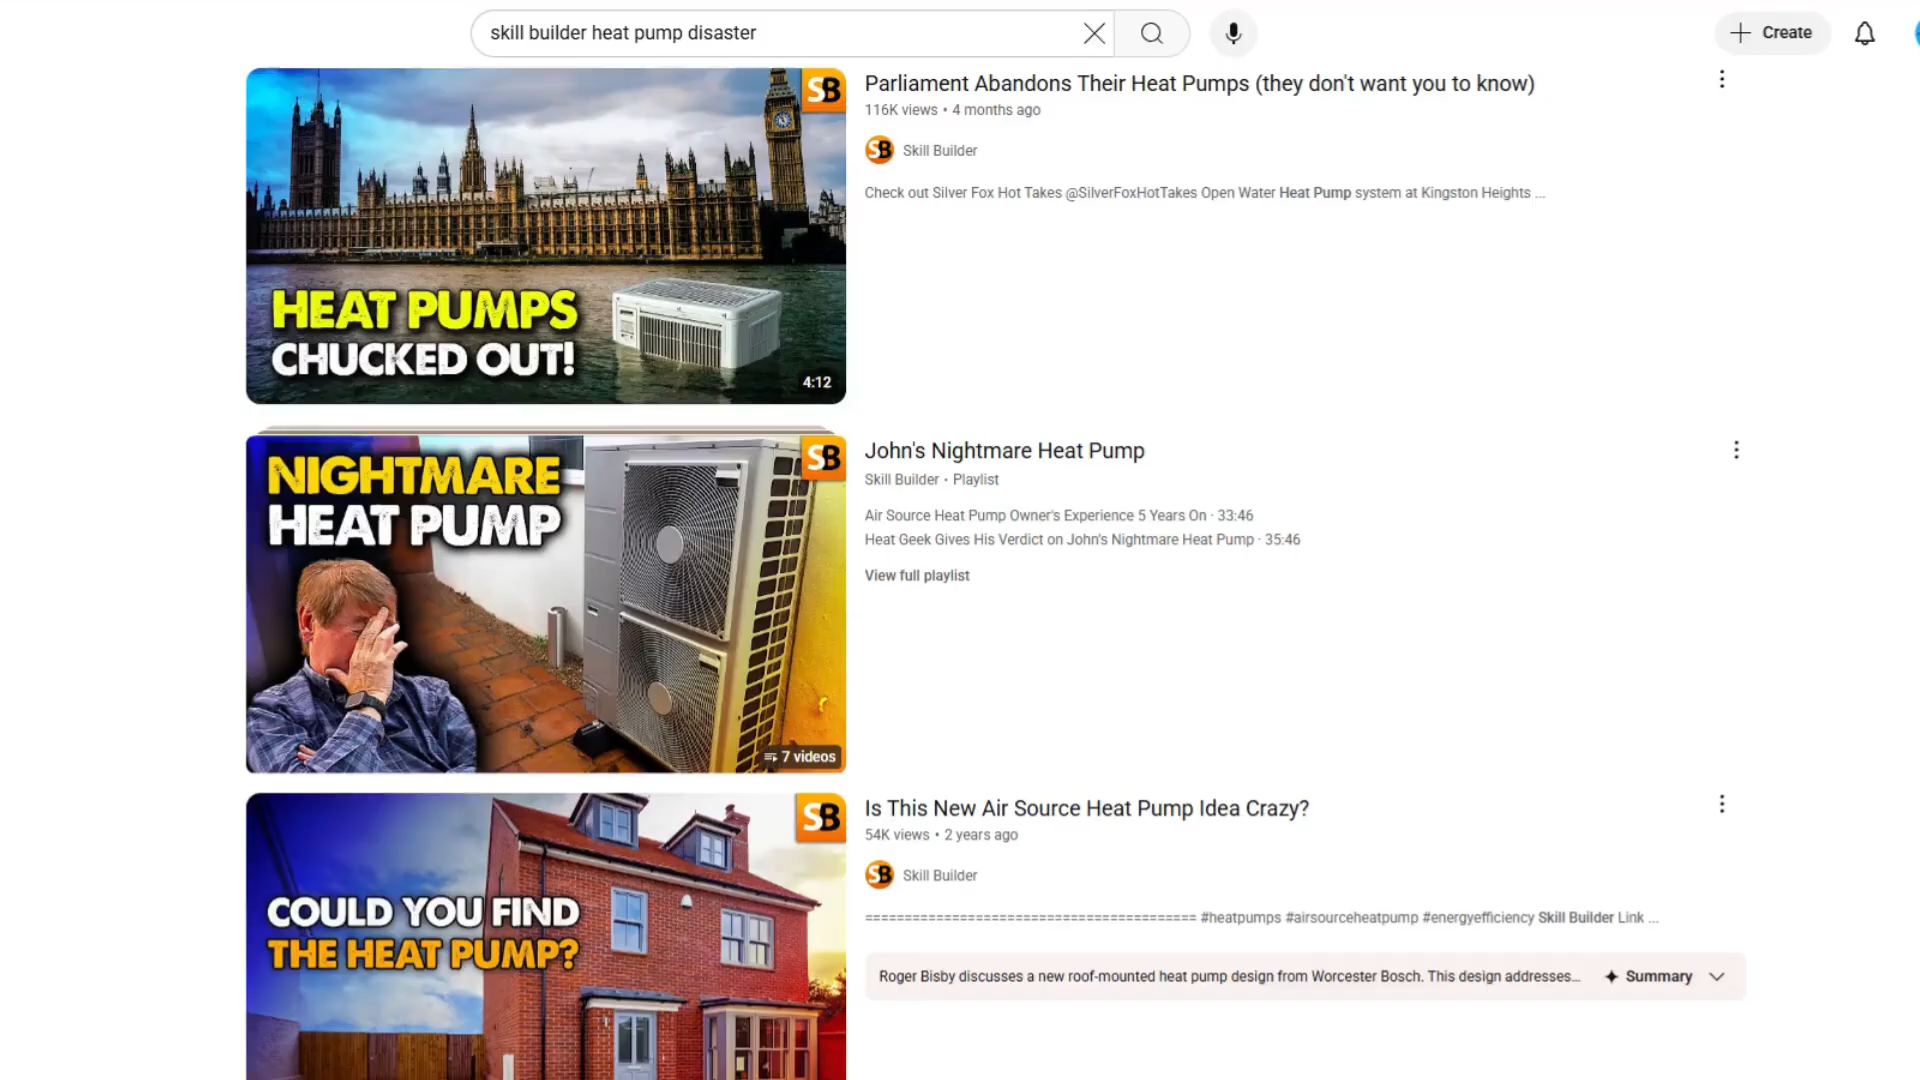 skill builder heat pump disaster
Create
SB
HEAT PUMPS
CHUCKED OUT!
4:12
Parliament Abandons Their Heat Pumps (they don't want you to know)
116K views • 4 months ago
SB
Skill Builder
Check out Silver Fox Hot Takes @SilverFoxHotTakes Open Water Heat Pump system at Kingston Heights ...
SB
NIGHTMARE
HEAT PUMP
7 videos
John's Nightmare Heat Pump
Skill Builder • Playlist
Air Source Heat Pump Owner's Experience 5 Years On · 33:46
Heat Geek Gives His Verdict on John's Nightmare Heat Pump · 35:46
View full playlist
SB
COULD YOU FIND
THE HEAT PUMP?
Is This New Air Source Heat Pump Idea Crazy?
54K views • 2 years ago
SB
Skill Builder
========================================== #heatpumps #airsourceheatpump #energyefficiency Skill Builder Link ...
Roger Bisby discusses a new roof-mounted heat pump design from Worcester Bosch. This design addresses...
Summary